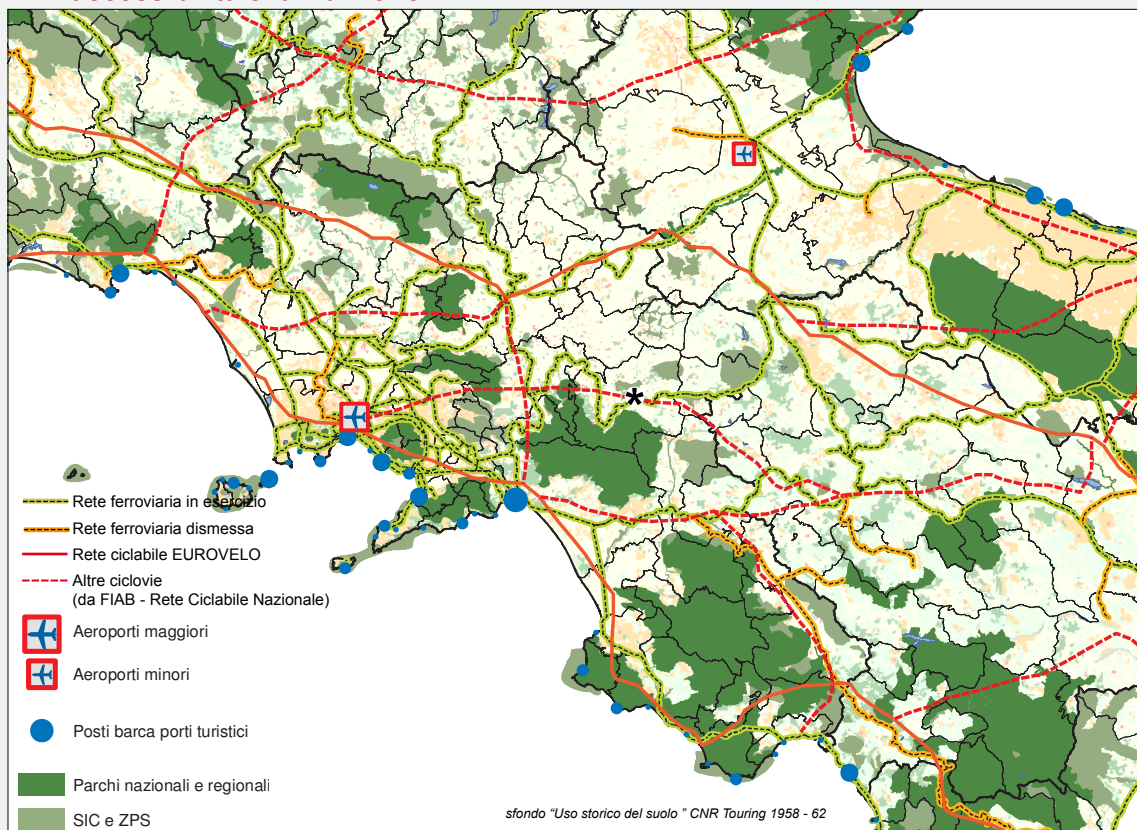 Rete ferroviaria in esercizio
Rete ferroviaria dismessa
Rete ciclabile EUROVELO
Altre ciclovie
(da FIAB - Rete Ciclabile Nazionale)
Aeroporti maggiori
Aeroporti minori
Posti barca porti turistici
Parchi nazionali e regionali
SIC e ZPS
*
sfondo "Uso storico del suolo " CNR Touring 1958 - 62